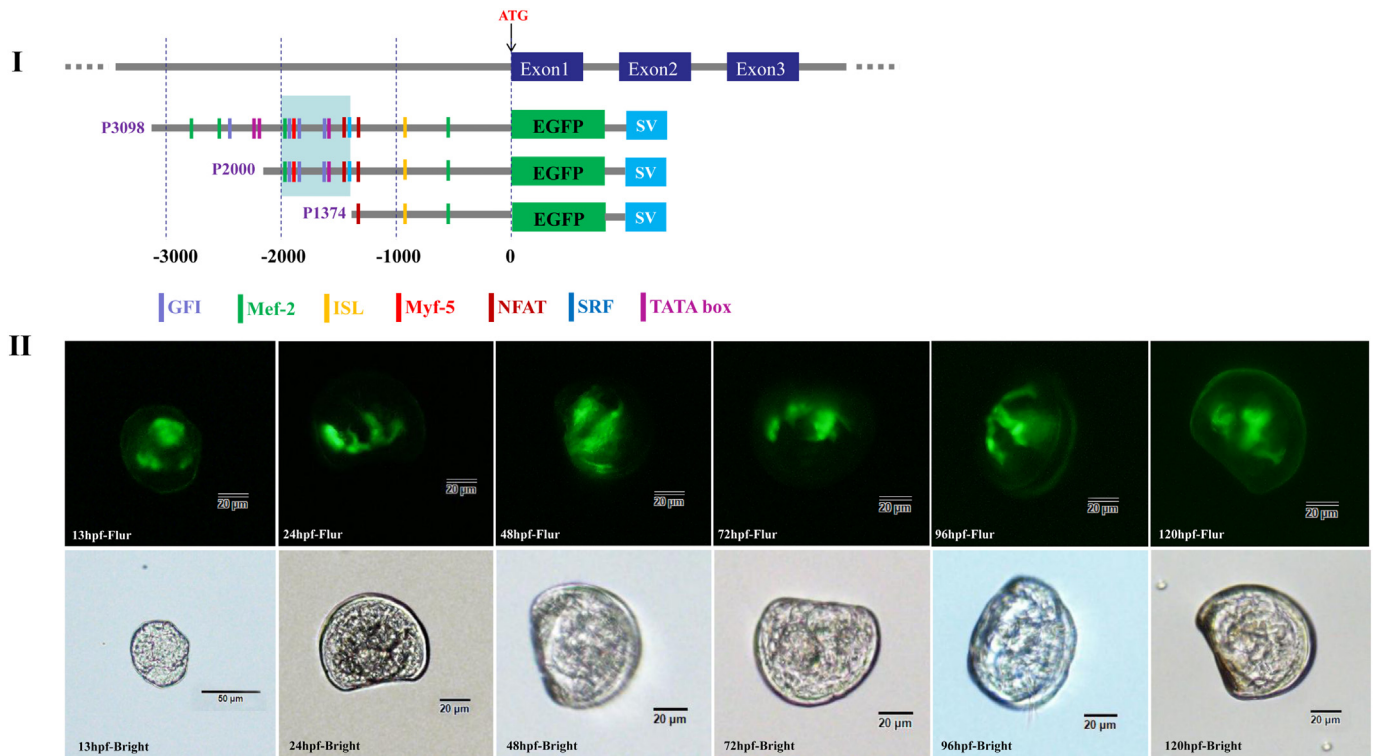 ATG
I
Exon1 Exon2 Exon3
P3098 EGFP SV
P2000 EGFP SV
P1374 EGFP SV
-3000 -2000 -1000 0
GFI Mef-2 ISL Myf-5 NFAT SRF TATA box
II
20 μm 20 μm 20 μm 20 μm 20 μm 20 μm
13hpf-Flur 24hpf-Flur 48hpf-Flur 72hpf-Flur 96hpf-Flur 120hpf-Flur
50 μm 20 μm 20 μm 20 μm 20 μm 20 μm
13hpf-Bright 24hpf-Bright 48hpf-Bright 72hpf-Bright 96hpf-Bright 120hpf-Bright